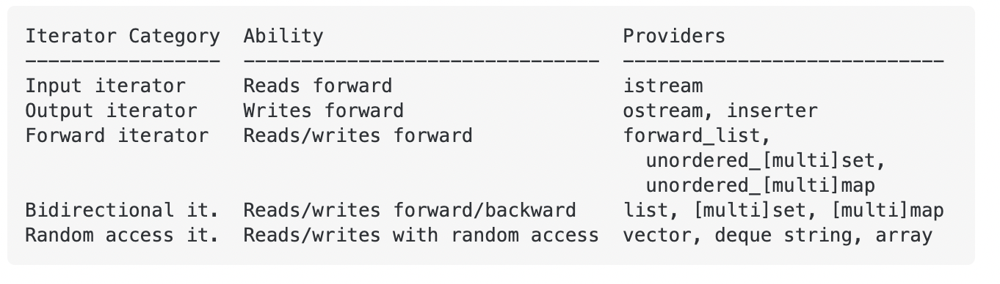 Iterator Category  Ability                          Providers
-----------------  -------------------------------  ----------------------------
Input iterator     Reads forward                    istream
Output iterator    Writes forward                   ostream, inserter
Forward iterator   Reads/writes forward             forward_list,
                                                      unordered_[multi]set,
                                                      unordered_[multi]map
Bidirectional it.  Reads/writes forward/backward    list, [multi]set, [multi]map
Random access it.  Reads/writes with random access  vector, deque string, array